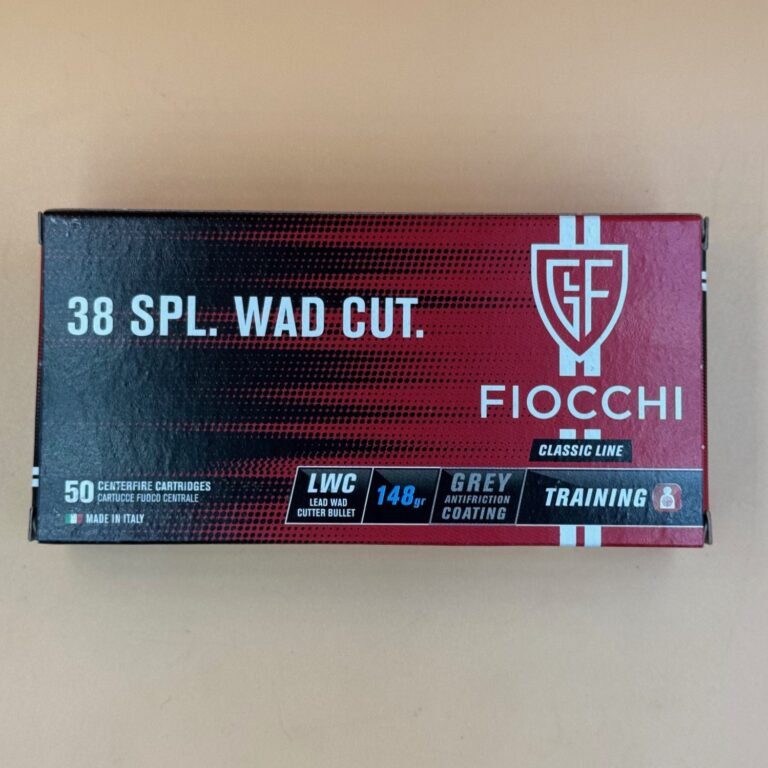 38 SPL. WAD CUT.
GLF
M
FIOCCHI
CLASSIC LINE
50 CENTERFIRE CARTRIDGES
CARTUCCE FUOCO CENTRALE
MADE IN ITALY
LWC
LEAD WAD
CUTTER BULLET
148gr
GREY
ANTIFRICTION
COATING
TRAINING